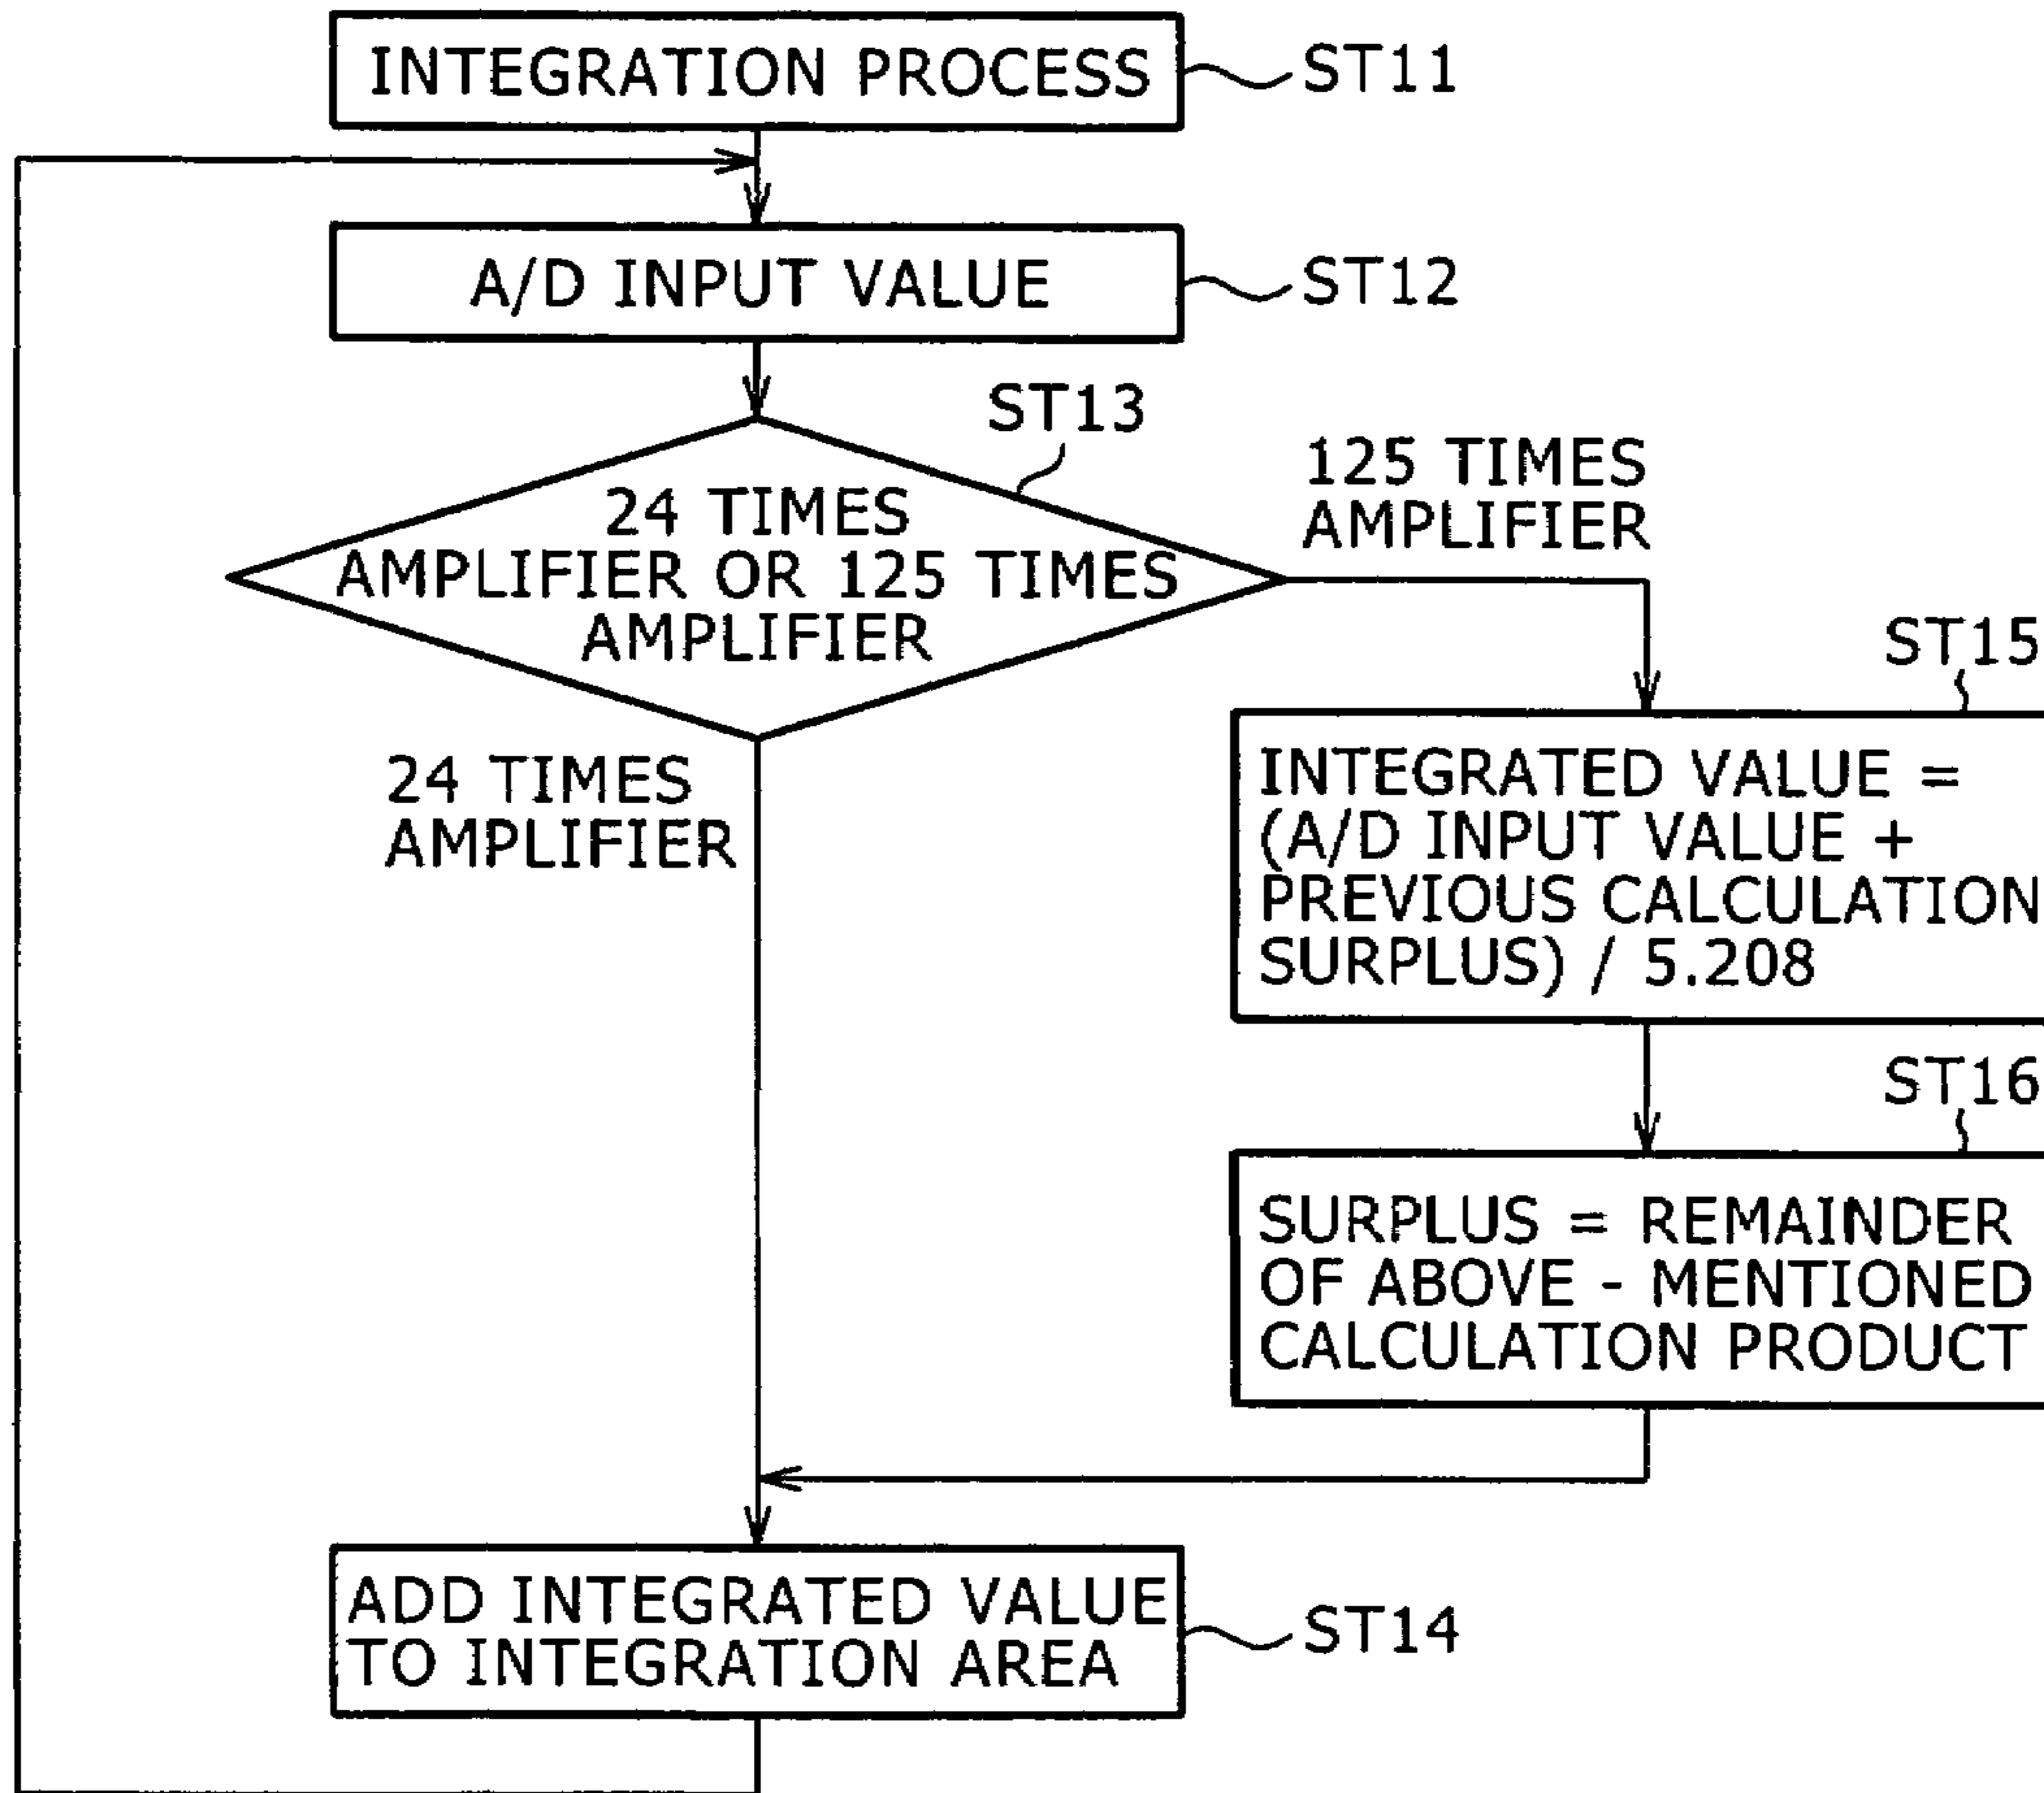 INTEGRATION PROCESS
ST11
A/D INPUT VALUE
ST12
ST13
24 TIMES
AMPLIFIER OR 125 TIMES
AMPLIFIER
125 TIMES
AMPLIFIER
24 TIMES
AMPLIFIER
ST15
INTEGRATED VALUE =
(A/D INPUT VALUE +
PREVIOUS CALCULATION
SURPLUS) / 5.208
ST16
SURPLUS = REMAINDER
OF ABOVE - MENTIONED
CALCULATION PRODUCT
ADD INTEGRATED VALUE
TO INTEGRATION AREA
ST14